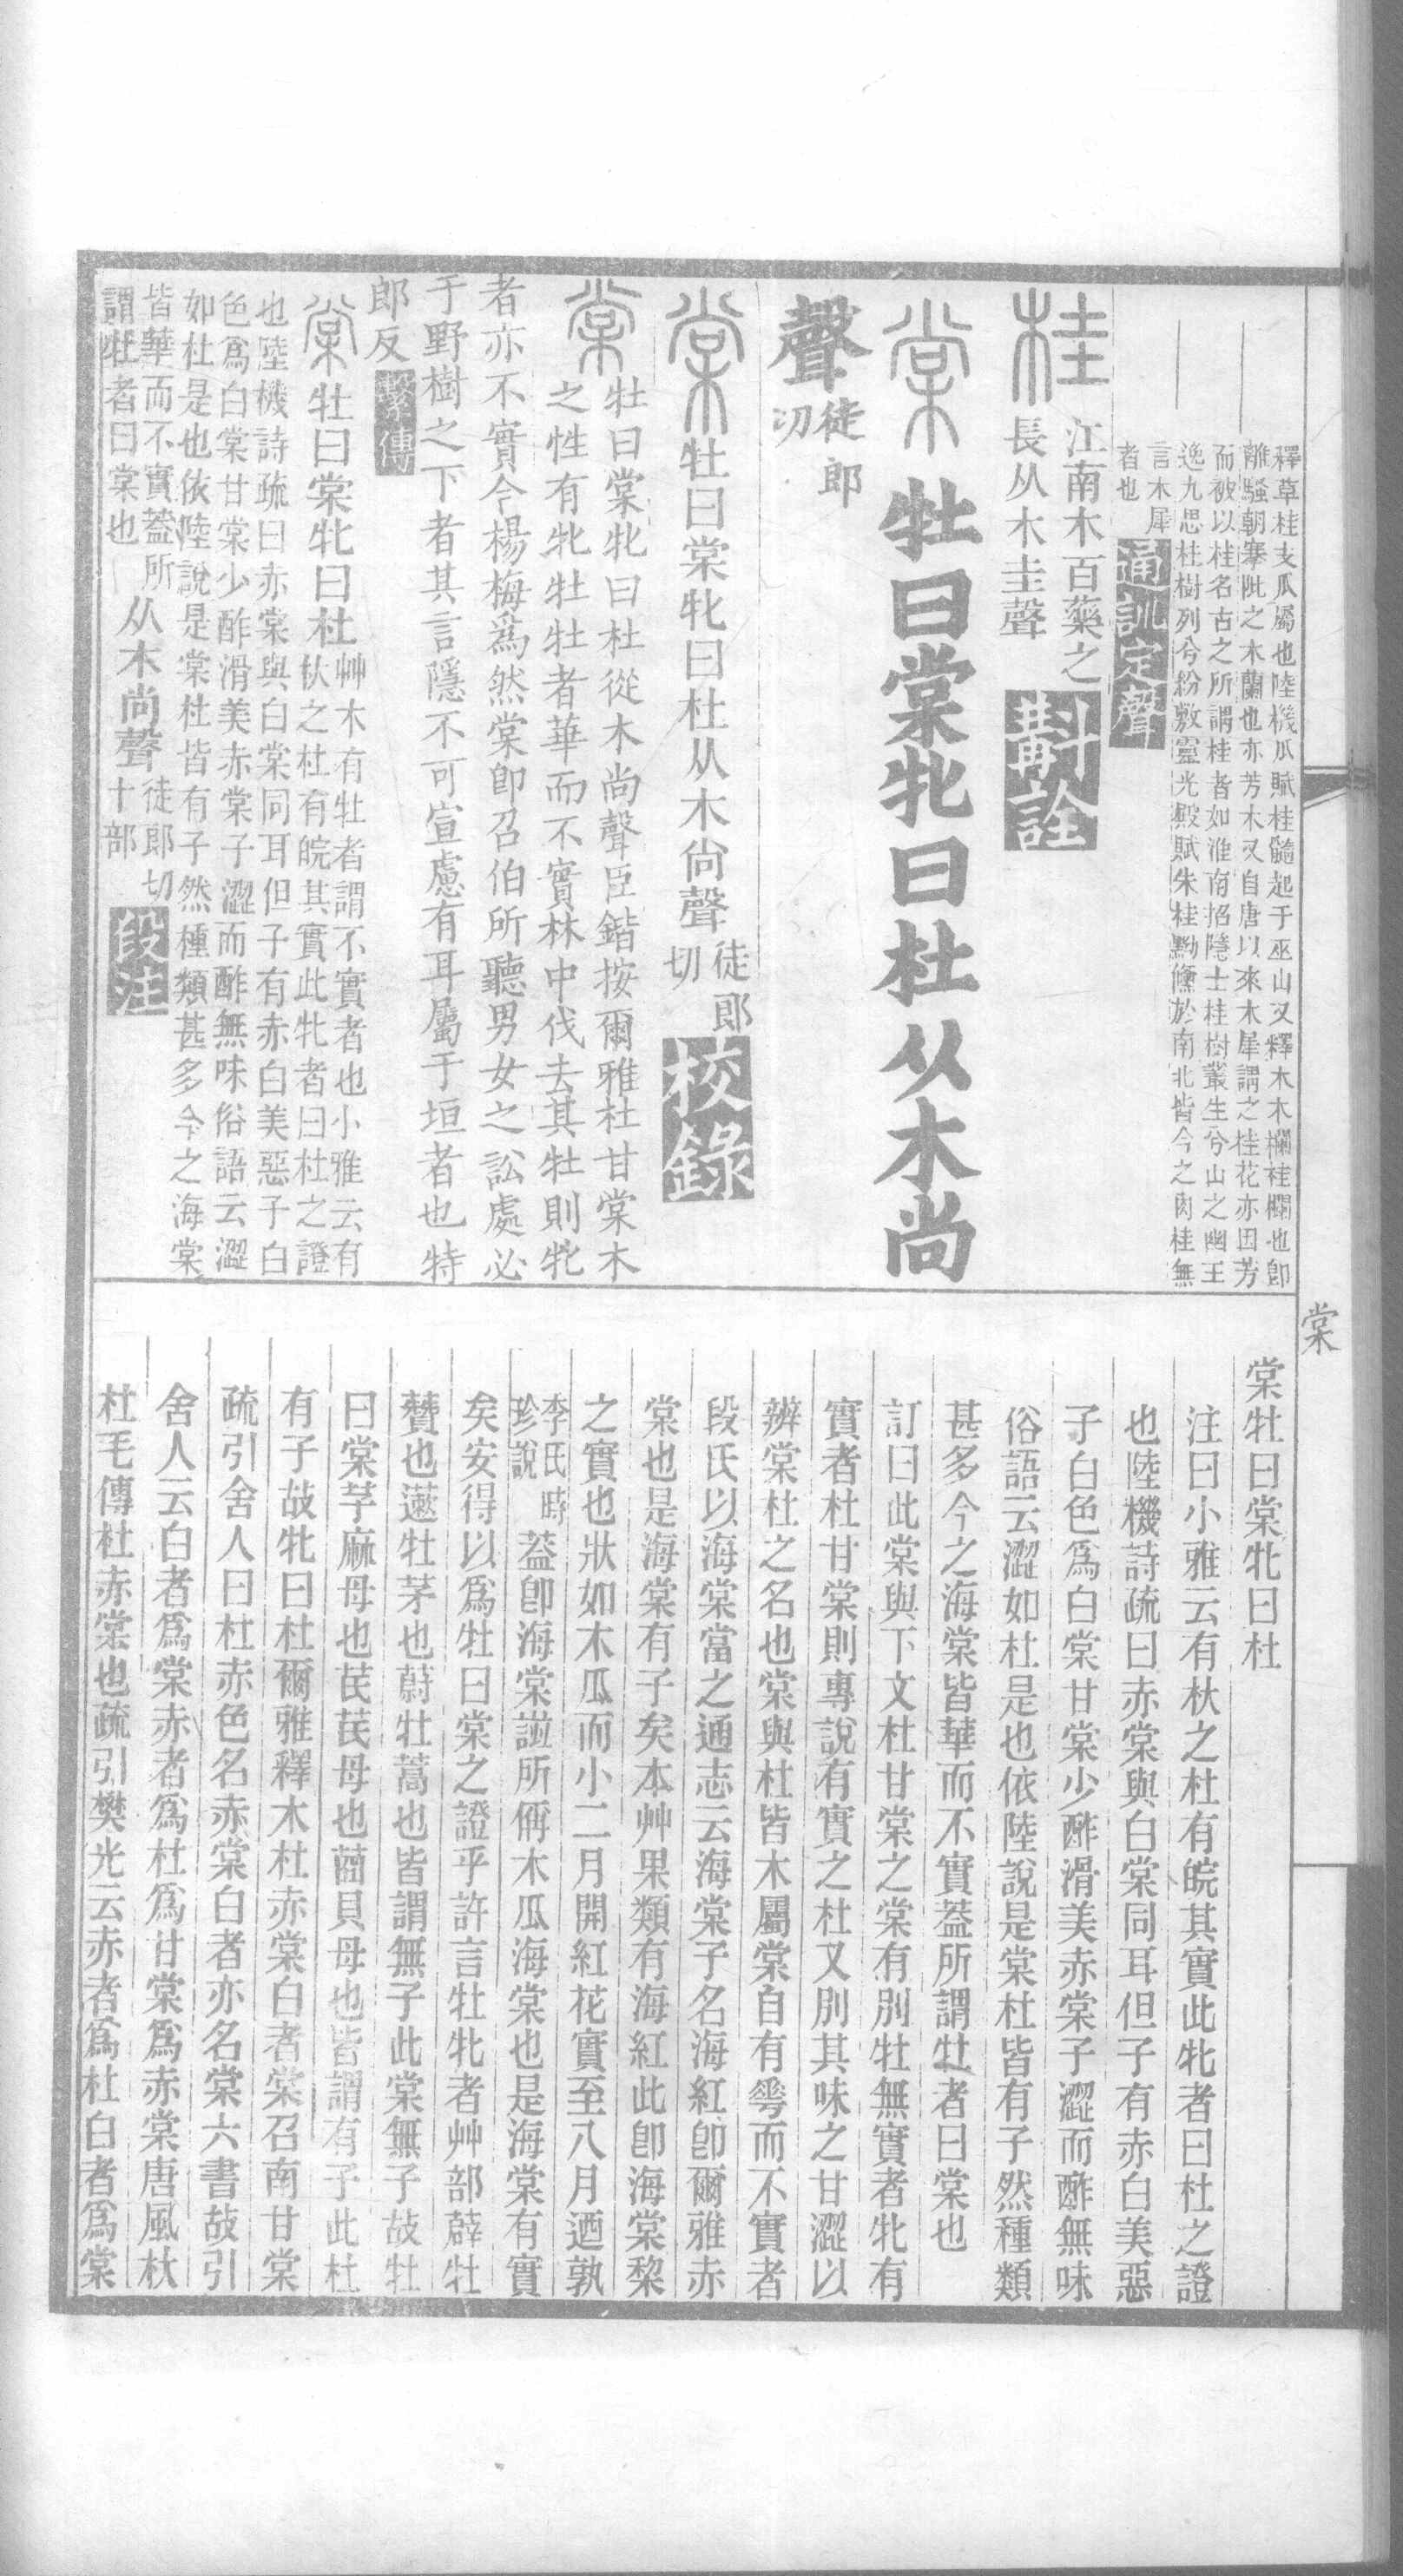 釋草桂支瓜屬也陸機瓜賦桂髓起于巫山又釋木木欄桂欄也卽
離騷朝搴阰之木蘭也亦芳木又自唐以來木犀謂之桂花亦因芳
而被以桂名古之所謂桂者如淮南招隱士桂樹叢生兮山之幽王
逸九思桂樹列兮紛敷靈光殿賦朱桂黝儵於南北皆今之肉桂無
言木犀
者也
通訓定聲
桂
江南木百藥之
長从木圭聲
斠詮
棠
牡曰棠牝曰杜从木尚
聲
徒郎
切
棠
牡曰棠牝曰杜从木尙聲
徒郎
切
校錄
棠
牡曰棠牝曰杜從木尚聲臣鍇按爾雅杜甘棠木
之性有牝牡牡者華而不實林中伐去其牡則牝
者亦不實今楊梅爲然棠卽召伯所聽男女之訟處必
于野樹之下者其言隱不可宣慮有耳屬于垣者也特
郎反
繫傳
棠
牡曰棠牝曰杜
艸木有牡者謂不實者也小雅云有
杕之杜有皖其實此牝者曰杜之證
也陸機詩疏曰赤棠與白棠同耳但子有赤白美惡子白
色爲白棠甘棠少酢滑美赤棠子澀而酢無味俗語云澀
如杜是也依陸說是棠杜皆有子然種類甚多今之海棠
皆華而不實蓋所
謂牡者曰棠也
从木尚聲
徒郎切
十部
段注
棠
棠牡曰棠牝曰杜
注曰小雅云有杕之杜有皖其實此牝者曰杜之證
也陸機詩疏曰赤棠與白棠同耳但子有赤白美惡
子白色爲白棠甘棠少酢滑美赤棠子澀而酢無味
俗語云澀如杜是也依陸說是棠杜皆有子然種類
甚多今之海棠皆華而不實蓋所謂牡者曰棠也
訂曰此棠與下文杜甘棠之棠有別牡無實者牝有
實者杜甘棠則專說有實之杜又別其味之甘澀以
辨棠杜之名也棠與杜皆木屬棠自有𠌶而不實者
段氏以海棠當之通志云海棠子名海紅卽爾雅赤
棠也是海棠有子矣本艸果類有海紅此卽海棠棃
之實也狀如木瓜而小二月開紅花實至八月迺孰
李氏時
珍說
蓋卽海棠諩所偁木瓜海棠也是海棠有實
矣安得以爲牡曰棠之證乎許言牡牝者艸部薜牡
贊也蘧牡茅也蔚牡蒿也皆謂無子此棠無子故牡
曰棠芓麻母也芪芪母也莔貝母也皆謂有子此杜
有子故牝曰杜爾雅釋木杜赤棠白者棠召南甘棠
疏引舍人曰杜赤色名赤棠白者亦名棠六書故引
舍人云白者爲棠赤者爲杜爲甘棠爲赤棠唐風杕
杜毛傳杜赤棠也疏引樊光云赤者爲杜白者爲棠